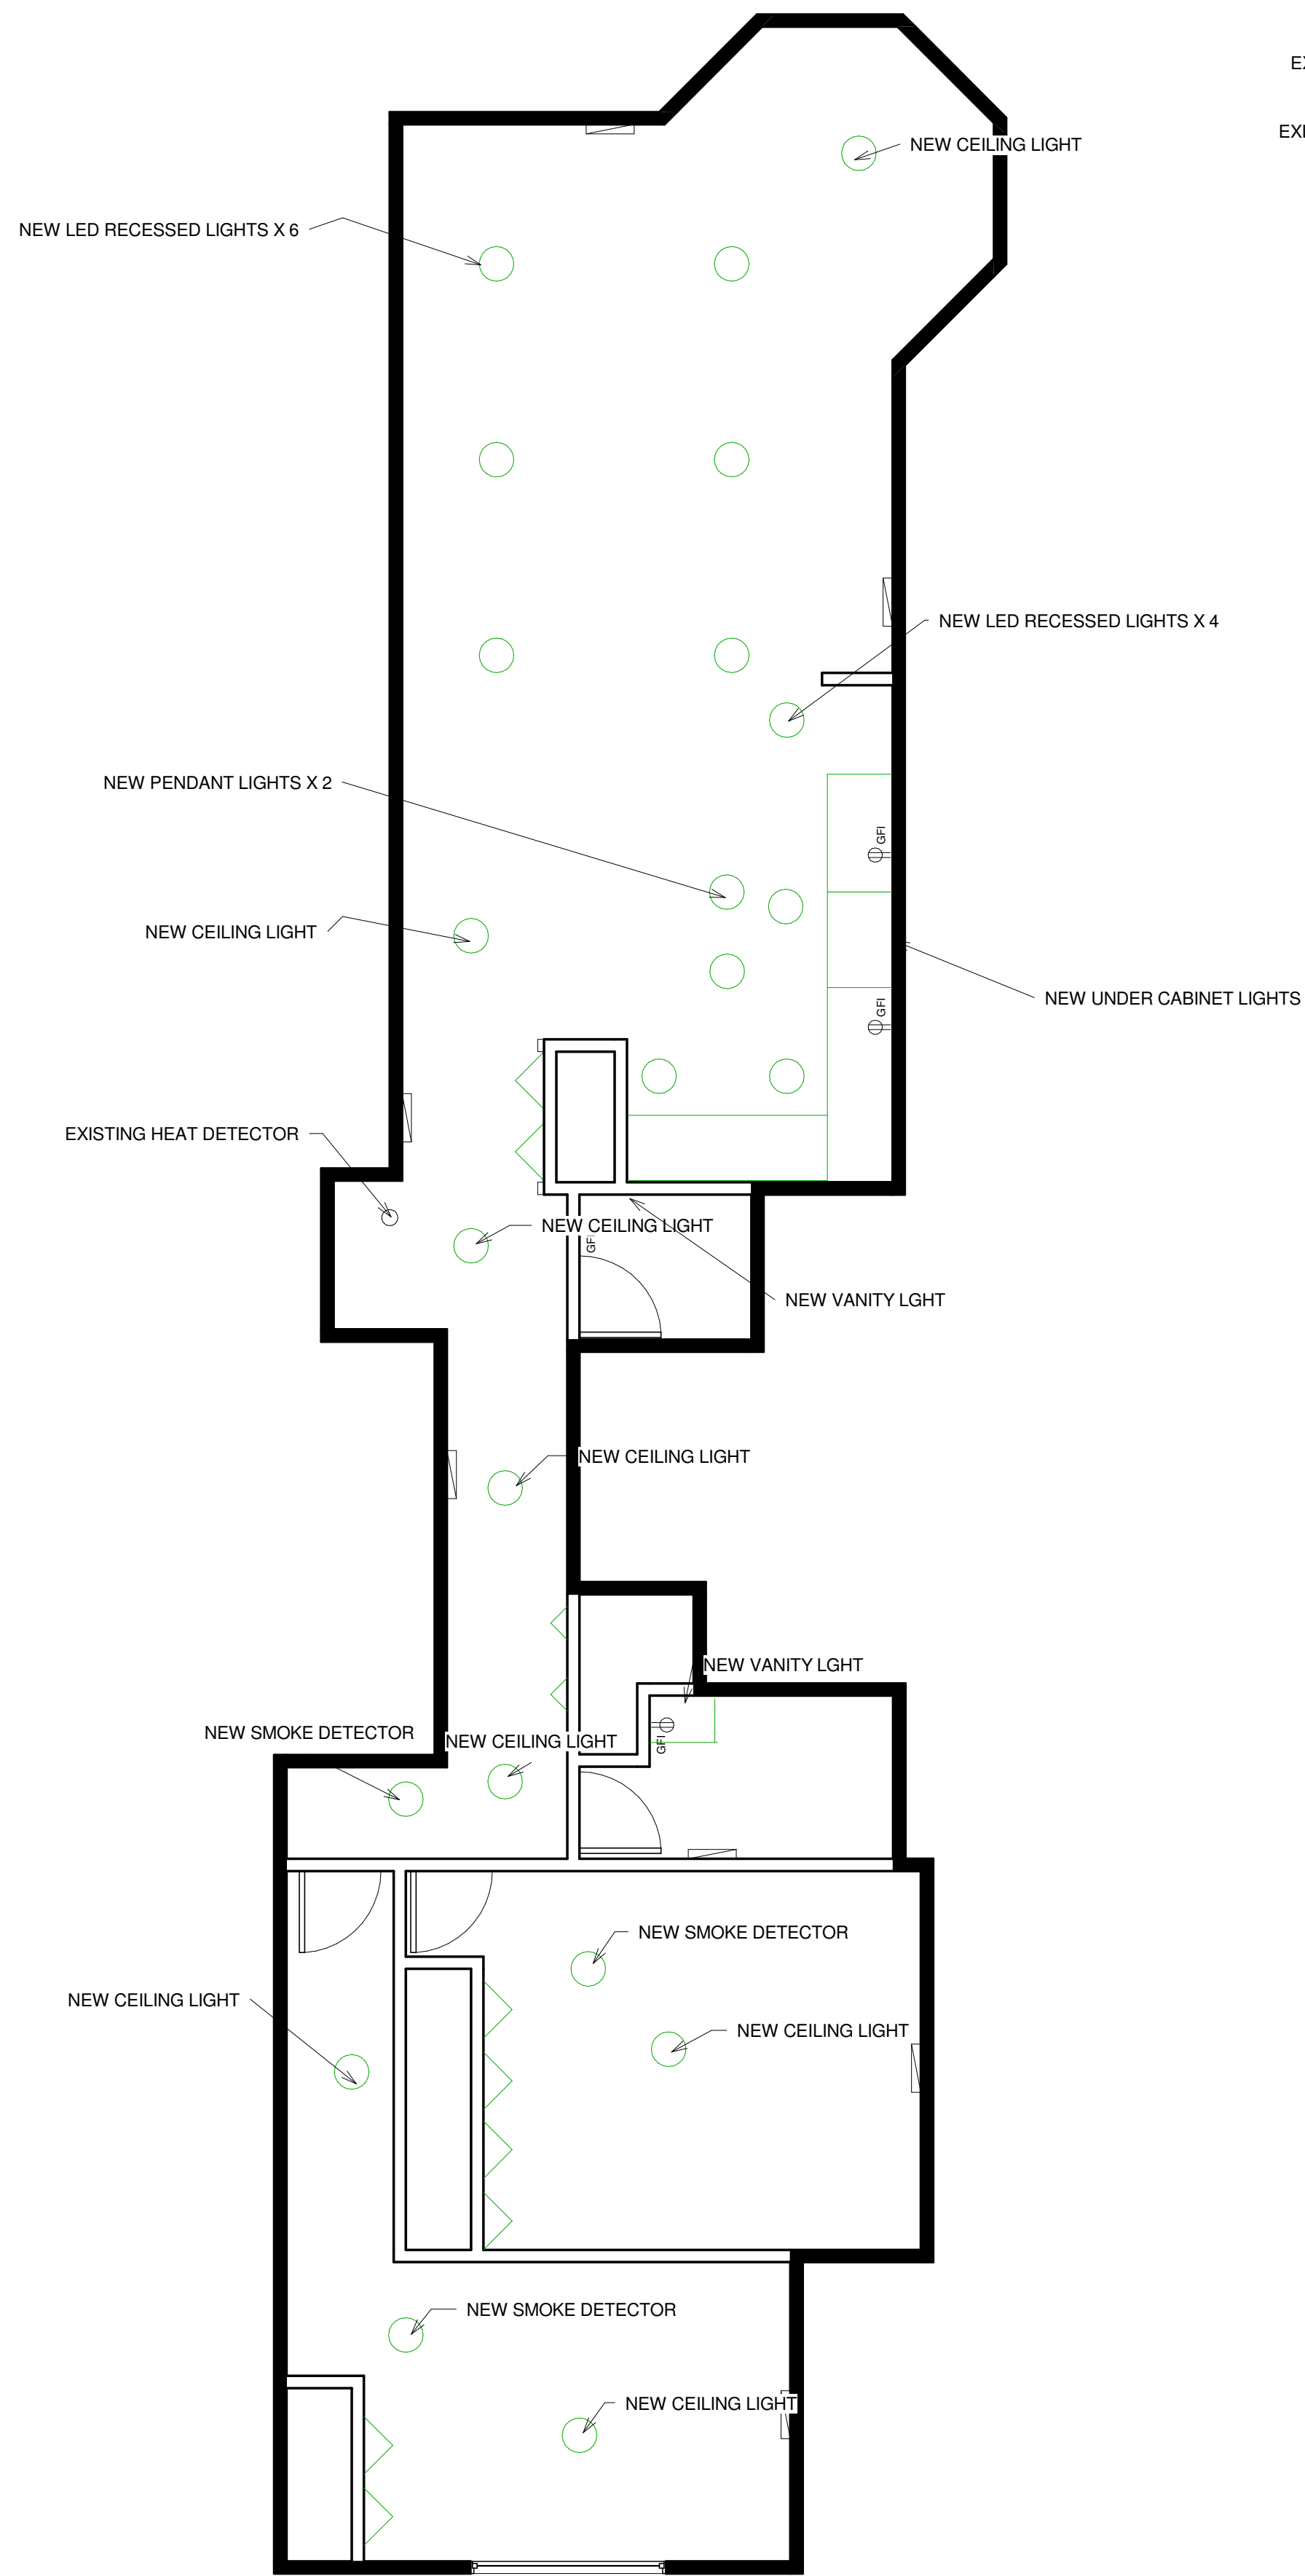 EX
NEW CEILING LIGHT
EXI
NEW LED RECESSED LIGHTS X 6
NEW LED RECESSED LIGHTS X 4
NEW PENDANT LIGHTS X 2
GFI
NEW CEILING LIGHT
NEW UNDER CABINET LIGHTS
GFI
EXISTING HEAT DETECTOR
NEW CEILING LIGHT
GFI
NEW VANITY LGHT
NEW CEILING LIGHT
NEW VANITY LGHT
NEW SMOKE DETECTOR
NEW CEILING LIGHT
GFI
NEW SMOKE DETECTOR
NEW CEILING LIGHT
NEW CEILING LIGHT
NEW SMOKE DETECTOR
NEW CEILING LIGHT